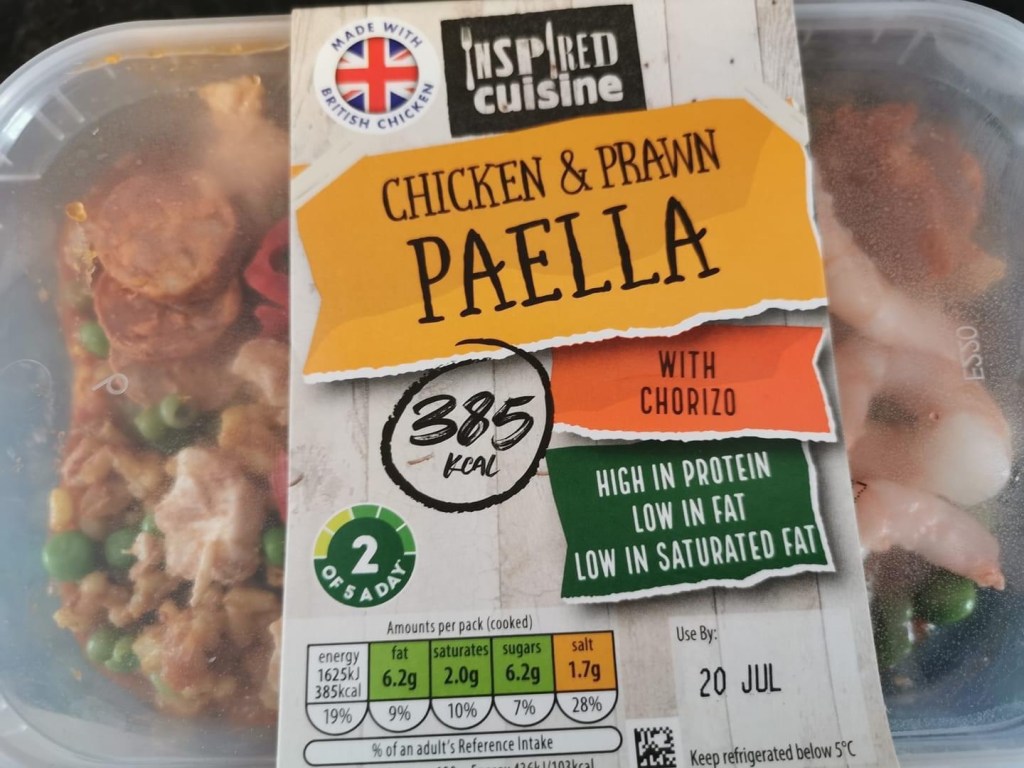 MADE WITH
BRITISH CHICKEN
INSPIRED
cuisine
CHICKEN & PRAWN
PAELLA
WITH
CHORIZO
385
KCAL
HIGH IN PROTEIN
LOW IN FAT
LOW IN SATURATED FAT
2
OF 5 A DAY
Amounts per pack (cooked)
energy
1625kJ
385kcal
19%
fat
6.2g
9%
saturates
2.0g
10%
sugars
6.2g
7%
salt
1.7g
28%
% of an adult's Reference Intake
Use By:
20 JUL
Keep refrigerated below 5°C
ESSO